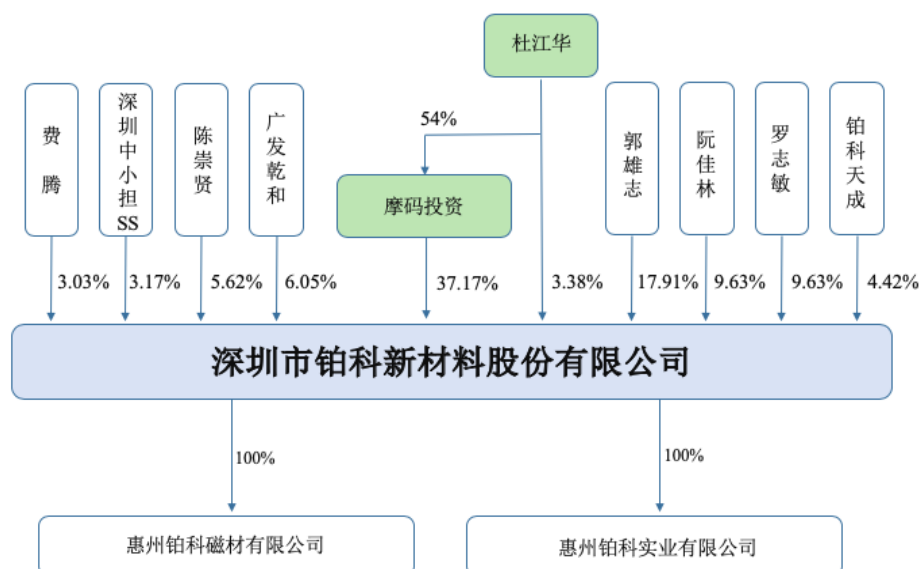 杜江华
费腾
深圳中小担SS
陈崇贤
广发乾和
54%
摩码投资
郭雄志
阮佳林
罗志敏
铂科天成
3.03%
3.17%
5.62%
6.05%
37.17%
3.38%
17.91%
9.63%
9.63%
4.42%
深圳市铂科新材料股份有限公司
100%
100%
惠州铂科磁材有限公司
惠州铂科实业有限公司